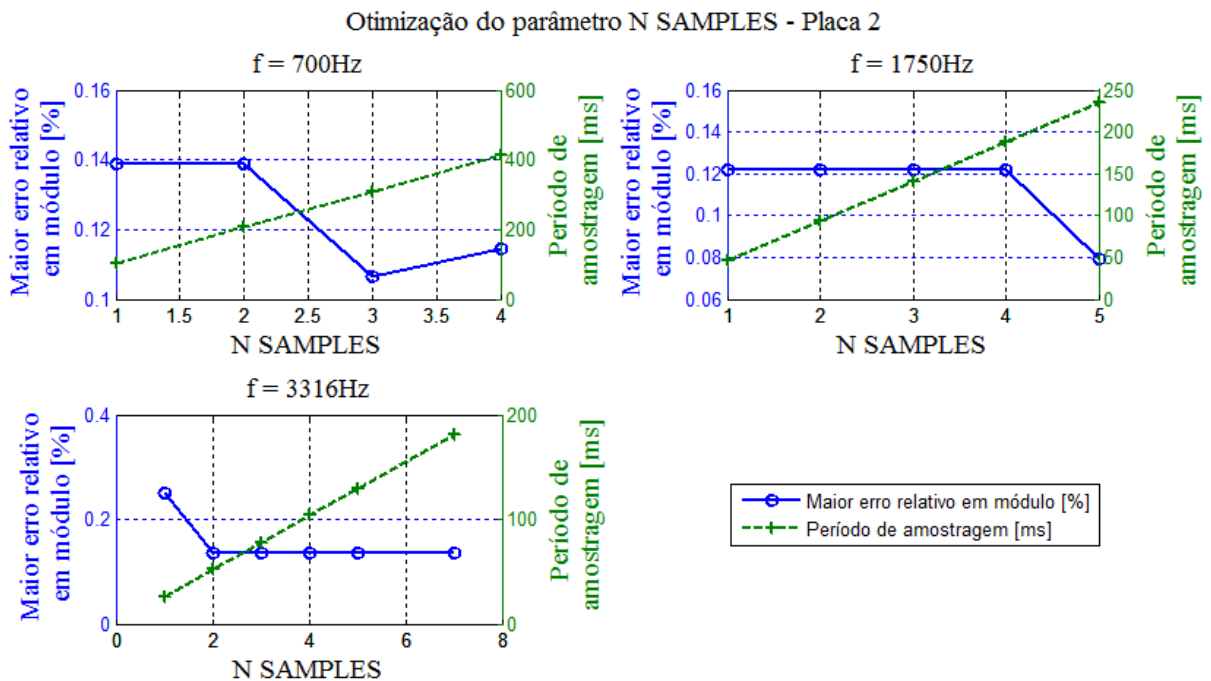 Otimização do parâmetro N SAMPLES - Placa 2
f = 700Hz
Maior erro relativo
em módulo [%]
0.16
0.14
0.12
0.1
600
400
200
0
Período de
amostragem [ms]
1 1.5 2 2.5 3 3.5 4
N SAMPLES
f = 1750Hz
Maior erro relativo
em módulo [%]
0.16
0.14
0.12
0.1
0.08
0.06
250
200
150
100
50
0
Período de
amostragem [ms]
1 2 3 4 5
N SAMPLES
f = 3316Hz
Maior erro relativo
em módulo [%]
0.4
0.2
0
200
100
0
Período de
amostragem [ms]
0 2 4 6 8
N SAMPLES
Maior erro relativo em módulo [%]
Período de amostragem [ms]